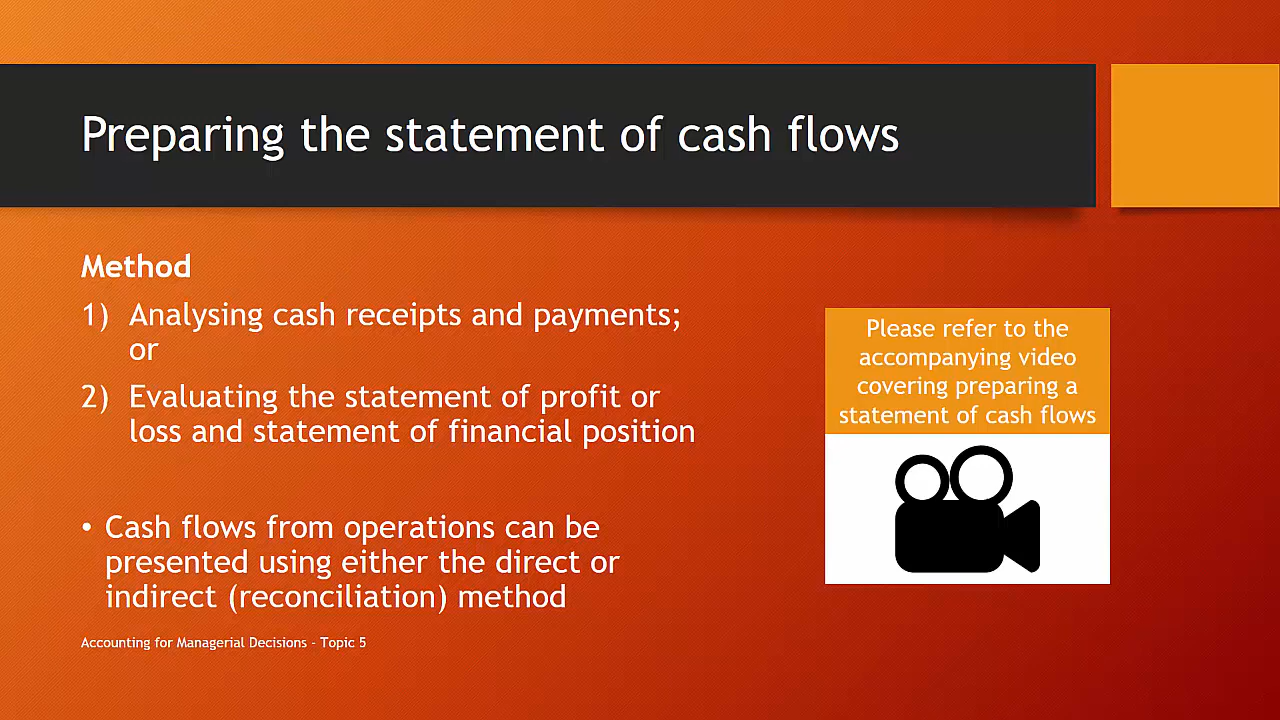 Preparing the statement of cash flows
Method
1) Analysing cash receipts and payments;
or
2) Evaluating the statement of profit or
loss and statement of financial position
• Cash flows from operations can be
presented using either the direct or
indirect (reconciliation) method
Please refer to the
accompanying video
covering preparing a
statement of cash flows
Accounting for Managerial Decisions - Topic 5